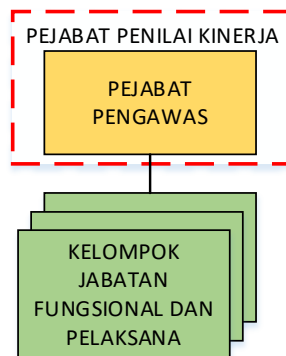 PEJABAT PENILAI KINERJA
PEJABAT
PENGAWAS
KELOMPOK
JABATAN
FUNGSIONAL DAN
PELAKSANA